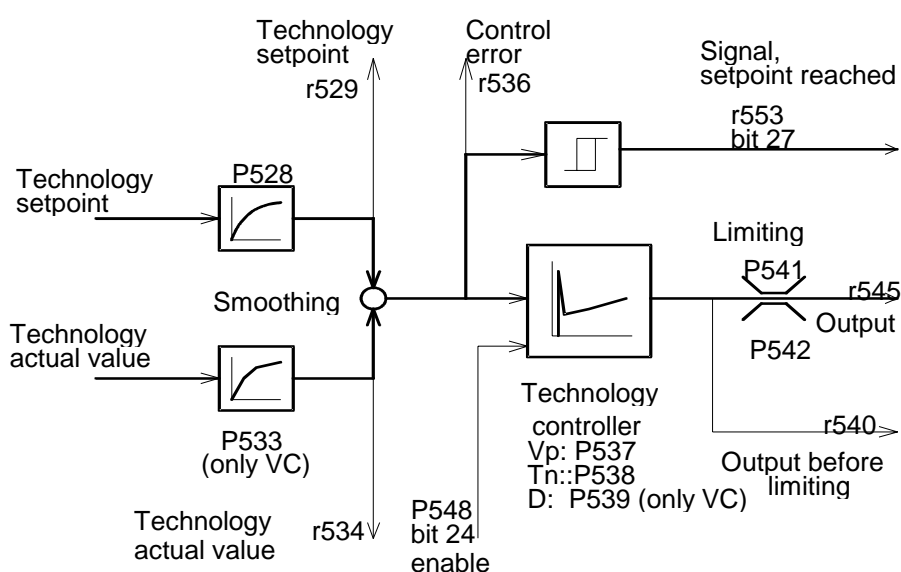 Technology
setpoint
r529
Control
error
r536
Signal,
setpoint reached
r553
bit 27
Technology
setpoint
P528
Smoothing
Technology
actual value
P533
(only VC)
Technology
actual value
r534
P548
bit 24
enable
Technology
controller
Vp: P537
Tn::P538
D: P539 (only VC)
Limiting
P541
P542
r545
Output
r540
Output before
limiting